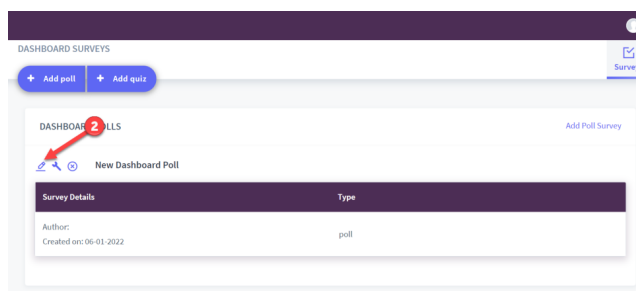 DASHBOARD SURVEYS
+ Add poll + Add quiz
DASHBOARD POLLS
Add Poll Survey
2
New Dashboard Poll
Survey Details Type
Author:
Created on: 06-01-2022
poll